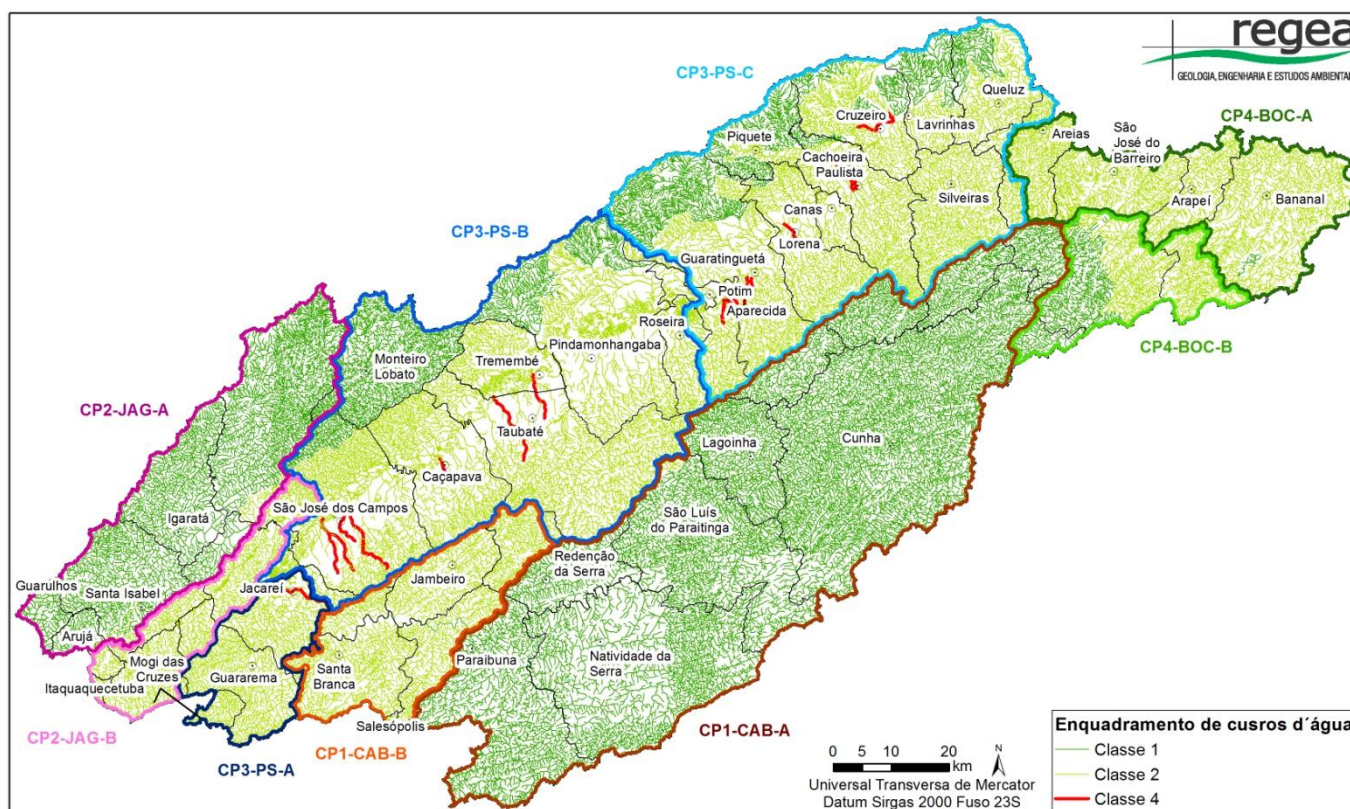 regea
GEOLOGIA, ENGENHARIA E ESTUDOS AMBIENTAI
CP3-PS-C
Queluz
Cruzeiro
Lavrinhas
CP4-BOC-A
Areias
São
José do
Barreiro
Piquete
Cachoeira
Paulista
Silveiras
Arapeí
Bananal
Canas
Lorena
CP3-PS-B
Guaratinguetá
Potim
Aparecida
Roseira
Pindamonhangaba
Tremembé
Monteiro
Lobato
CP4-BOC-B
CP2-JAG-A
Taubaté
Lagoinha
Cunha
Caçapava
São José dos Campos
São Luís
do Paraitinga
Igaratá
Redenção
da Serra
Jambeiro
Guarulhos
Santa Isabel
Jacareí
Arujá
Mogi das
Cruzes
Itaquaquecetuba
Guararema
Santa
Branca
Paraibuna
Natividade da
Serra
Salesópolis
CP2-JAG-B
CP3-PS-A
CP1-CAB-B
CP1-CAB-A
0 5 10 20
km
N
Universal Transversa de Mercator
Datum Sirgas 2000 Fuso 23S
Enquadramento de cusros d´água
Classe 1
Classe 2
Classe 4